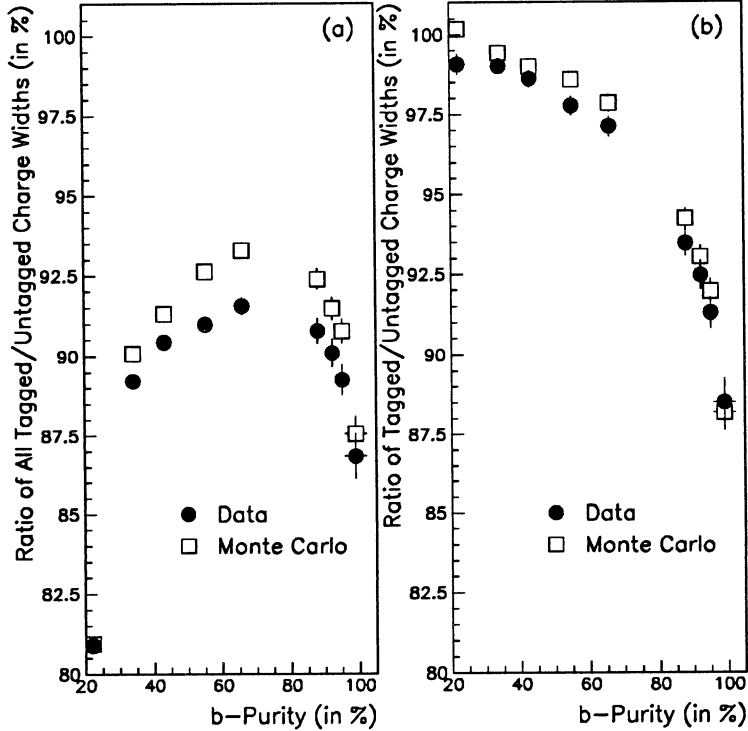 Ratio of All Tagged/Untagged Charge Widths (in %)
(a)
100
97.5
95
92.5
90
87.5
85
82.5
80
Data
Monte Carlo
20 40 60 80 100
b-Purity (in %)
Ratio of Tagged/Untagged Charge Widths (in %)
(b)
100
97.5
95
92.5
90
87.5
85
82.5
80
Data
Monte Carlo
20 40 60 80 100
b-Purity (in %)